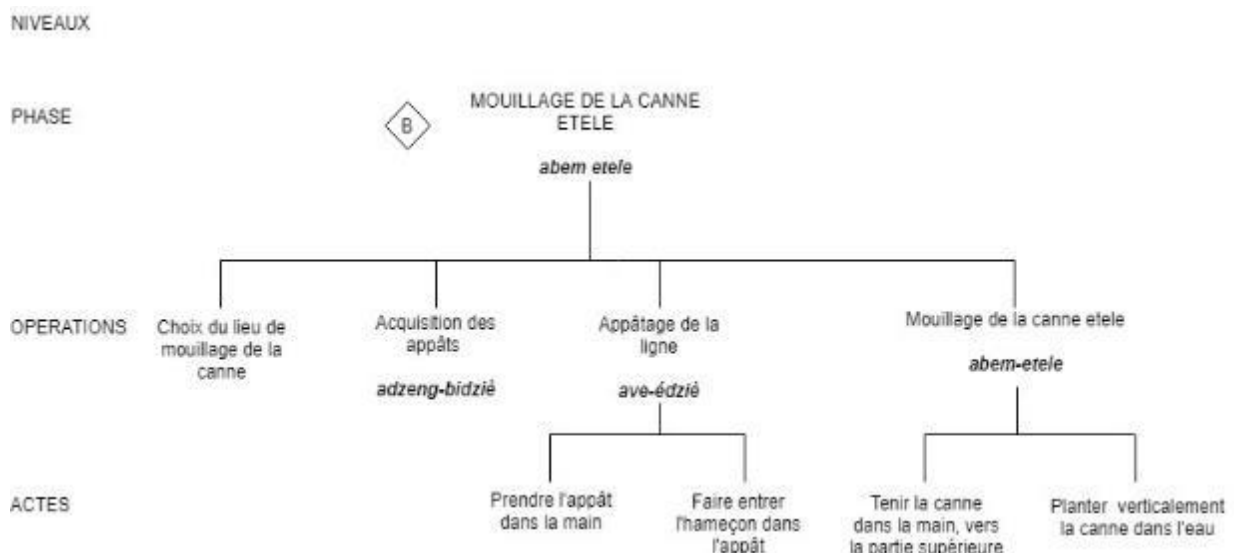 NIVEAUX
PHASE
B
MOUILLAGE DE LA CANNE
ETELE
abem etele
OPERATIONS
Choix du lieu de
mouillage de la
canne
Acquisition des
appâts
adzeng-bidziê
Appâtage de la
ligne
ave-édziê
Mouillage de la canne etele
abem-etele
ACTES
Prendre l'appât
dans la main
Faire entrer
l'hameçon dans
l'appât
Tenir la canne
dans la main, vers
la partie supérieure
Planter verticalement
la canne dans l'eau